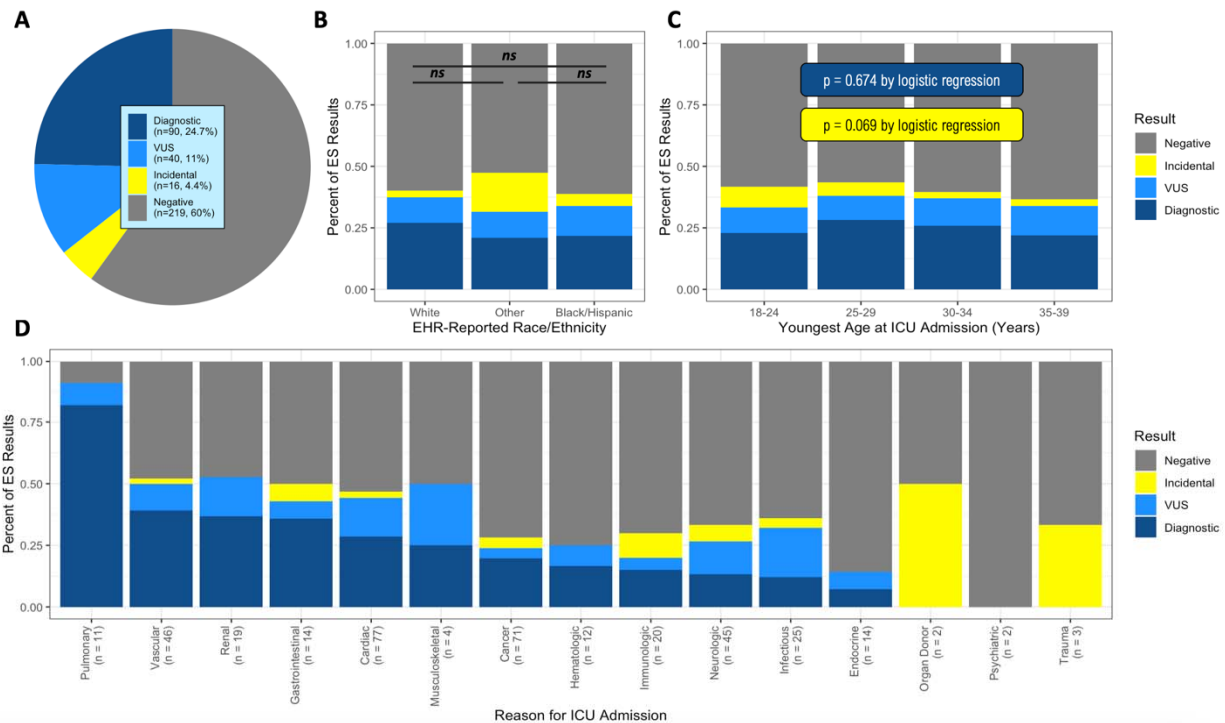 A
Diagnostic
(n=90, 24.7%)
VUS
(n=40, 11%)
Incidental
(n=16, 4.4%)
Negative
(n=219, 60%)
B
Percent of ES Results
1.00
0.75
0.50
0.25
0.00
ns
ns
ns
White
Other
Black/Hispanic
EHR-Reported Race/Ethnicity
C
Percent of ES Results
1.00
0.75
0.50
0.25
0.00
p = 0.674 by logistic regression
p = 0.069 by logistic regression
18-24
25-29
30-34
35-39
Youngest Age at ICU Admission (Years)
Result
Negative
Incidental
VUS
Diagnostic
D
Percent of ES Results
1.00
0.75
0.50
0.25
0.00
Pulmonary
(n = 11)
Vascular
(n = 46)
Renal
(n = 19)
Gastrointestinal
(n = 14)
Cardiac
(n = 77)
Musculoskeletal
(n = 4)
Cancer
(n = 71)
Hematologic
(n = 12)
Immunologic
(n = 20)
Neurologic
(n = 45)
Infectious
(n = 25)
Endocrine
(n = 14)
Organ Donor
(n = 2)
Psychiatric
(n = 2)
Trauma
(n = 3)
Reason for ICU Admission
Result
Negative
Incidental
VUS
Diagnostic